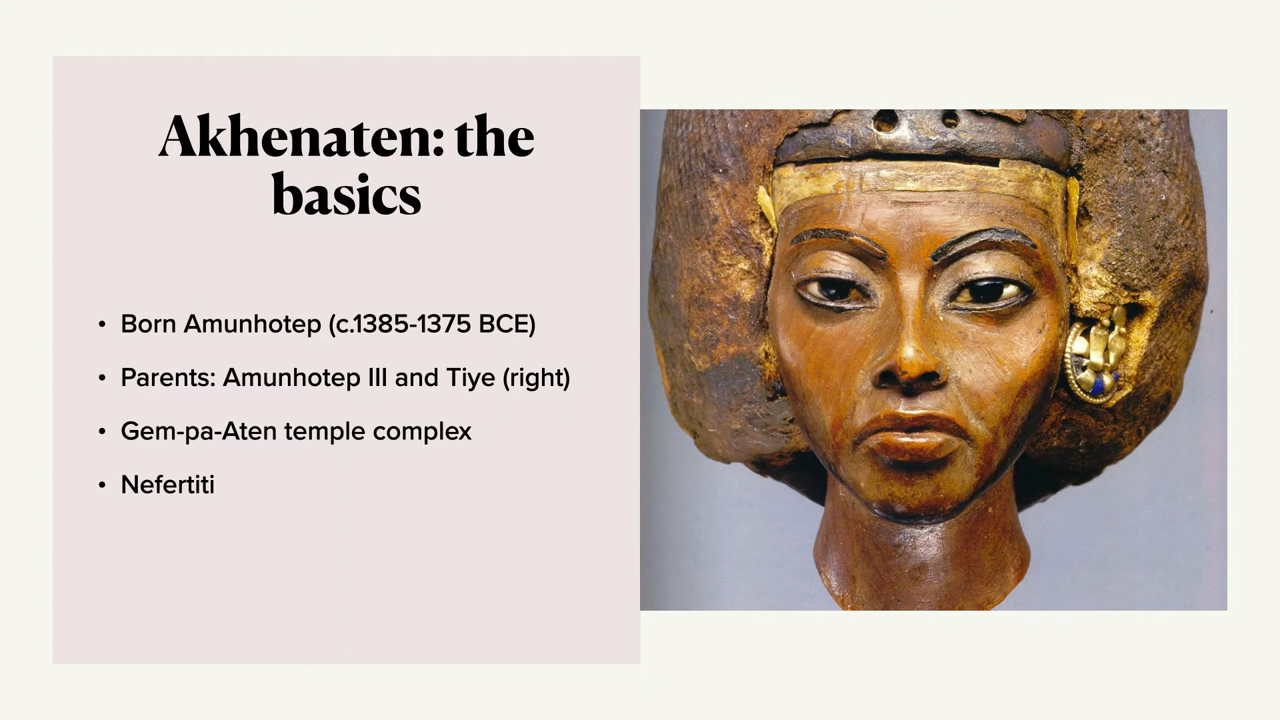 Akhenaten: the
basics
• Born Amunhotep (c.1385-1375 BCE)
• Parents: Amunhotep III and Tiye (right)
• Gem-pa-Aten temple complex
• Nefertiti